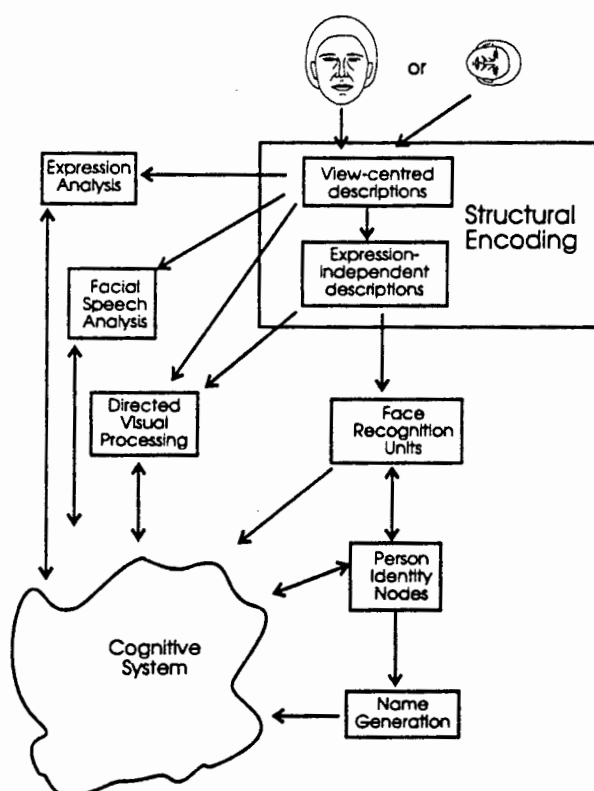 or
View-centred
descriptions
Structural
Encoding
Expression-
independent
descriptions
Expression
Analysis
Facial
Speech
Analysis
Directed
Visual
Processing
Face
Recognition
Units
Person
Identity
Nodes
Cognitive
System
Name
Generation